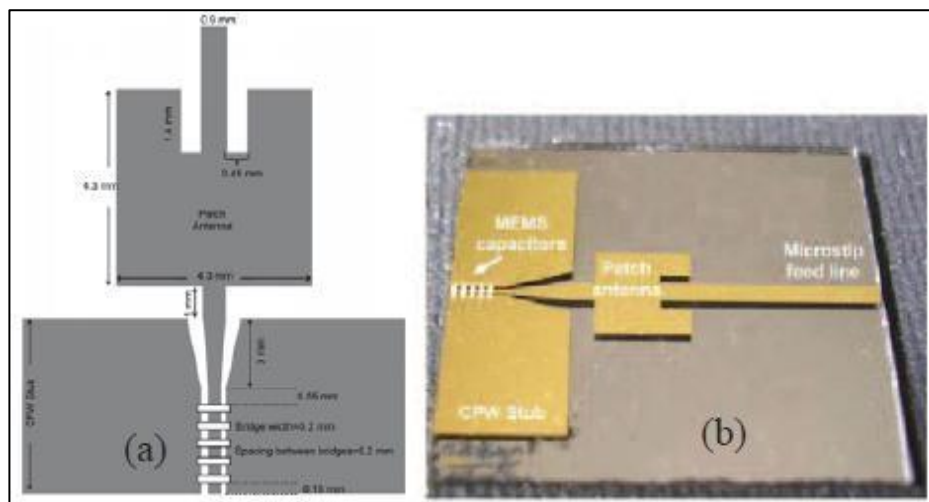 0.9 mm
1.4 mm
0.45 mm
Patch
Antenna
4.3 mm
1 mm
3 mm
CPW Stub
Bridge width=0.2 mm
Spacing between bridges=0.2 mm
0.15 mm
(a)
MEMS
capacitors
Patch
antenna
Microstip
feed line
CPW Stub
(b)